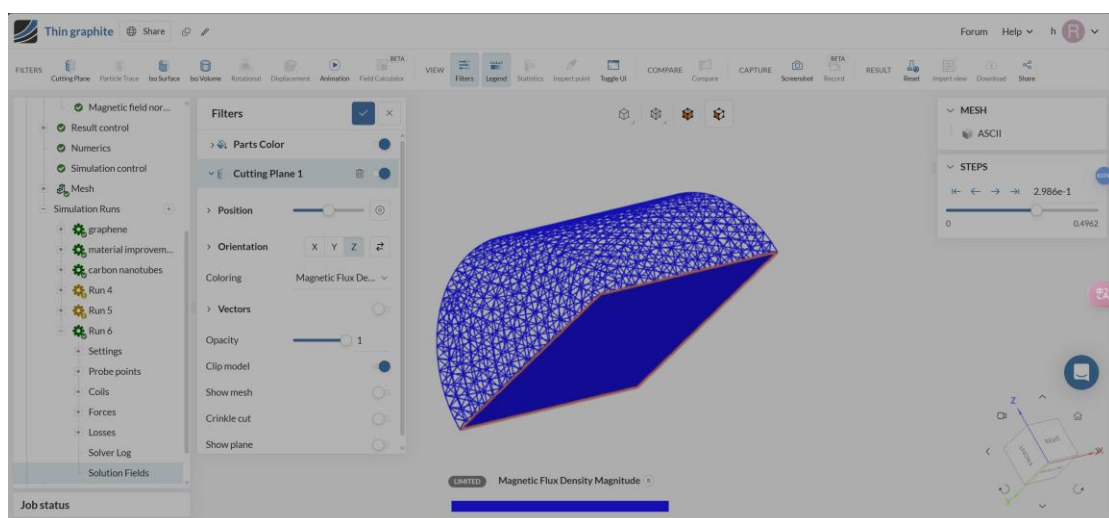 Thin graphite Share Forum Help h R
FILTERS Cutting Plane Particle Trace Iso Surface Iso Volume Rotational Displacement Animation Field Calculator BETA VIEW Filters Legend Statistics Inspect point Toggle UI COMPARE Compare CAPTURE Screenshot Record BETA RESULT Reset Import view Download Share
Magnetic field nor...
Result control
Numerics
Simulation control
Mesh
Simulation Runs
graphene
material improvem...
carbon nanotubes
Run 4
Run 5
Run 6
Settings
Probe points
Coils
Forces
Losses
Solver Log
Solution Fields
Job status
Filters
Parts Color
Cutting Plane 1
Position
Orientation X Y Z
Coloring Magnetic Flux De...
Vectors
Opacity 1
Clip model
Show mesh
Crinkle cut
Show plane
LIMITED Magnetic Flux Density Magnitude
MESH
ASCII
STEPS
2.986e-1
0 0.4962
Z
RIGHT
X
Y